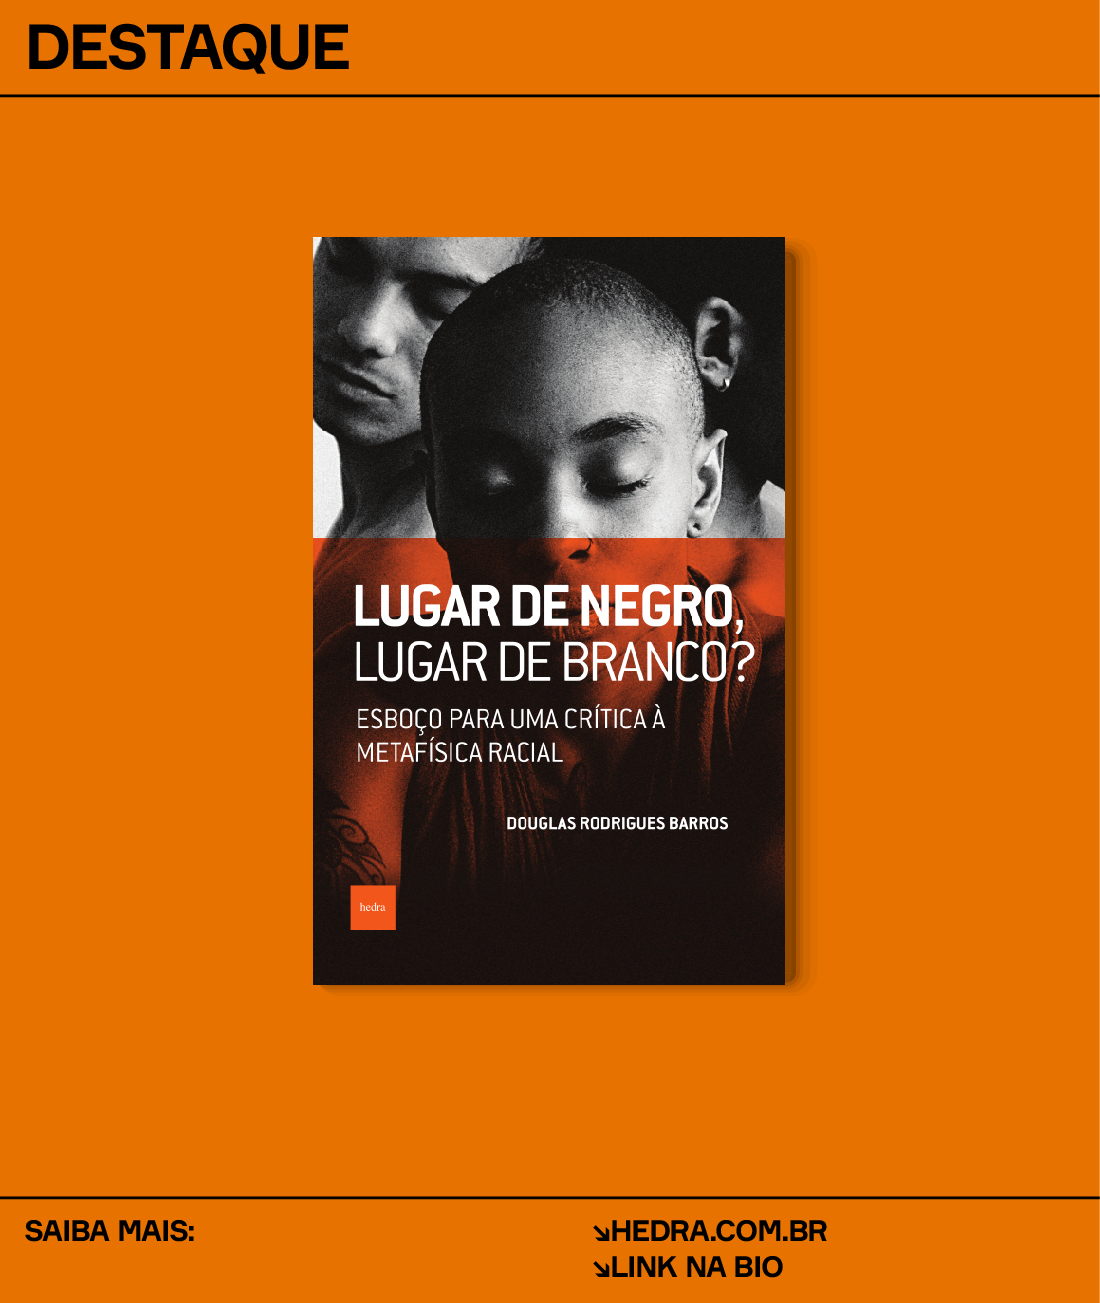 DESTAQUE
LUGAR DE NEGRO,
LUGAR DE BRANCO?
ESBOÇO PARA UMA CRÍTICA À
METAFÍSICA RACIAL
DOUGLAS RODRIGUES BARROS
hedra
SAIBA MAIS:
↘HEDRA.COM.BR
↘LINK NA BIO